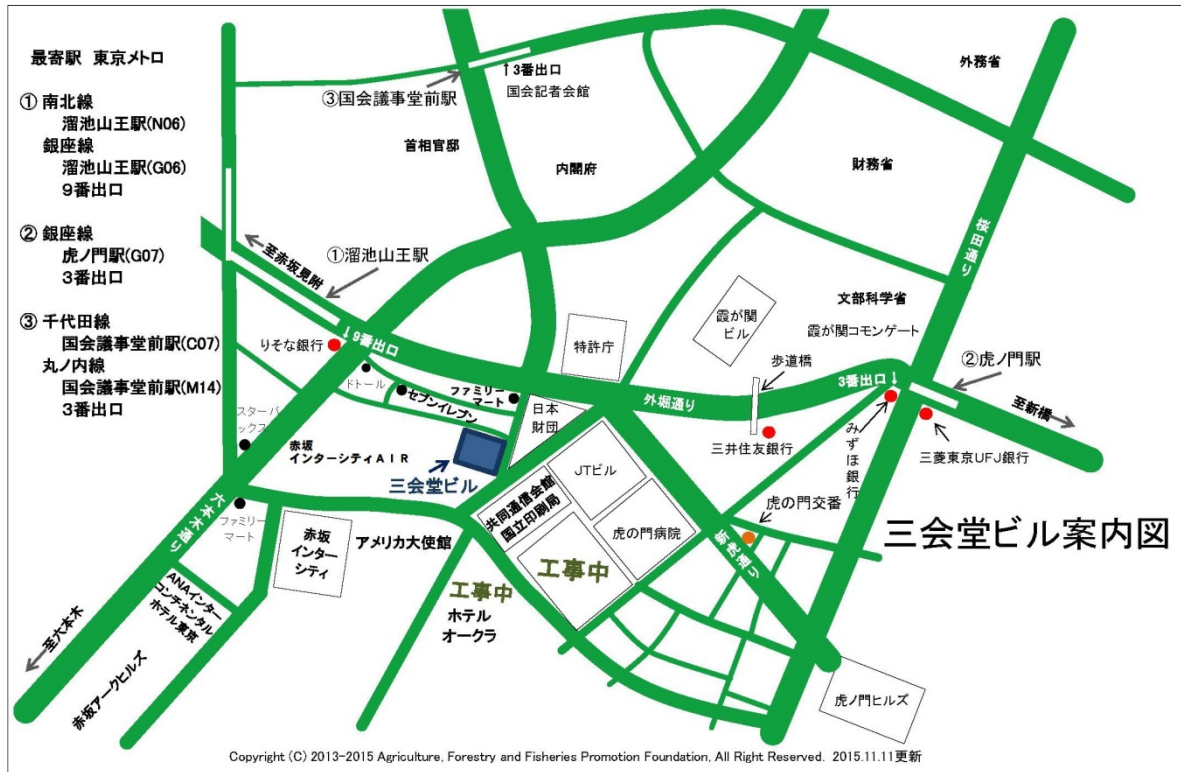 最寄駅 東京メトロ
① 南北線
溜池山王駅(N06)
銀座線
溜池山王駅(G06)
9番出口
② 銀座線
虎ノ門駅(G07)
3番出口
③ 千代田線
国会議事堂前駅(C07)
丸ノ内線
国会議事堂前駅(M14)
3番出口
↑3番出口
国会記者会館
③国会議事堂前駅
外務省
首相官邸
内閣府
財務省
桜田通り
至赤坂見附
①溜池山王駅
文部科学省
霞が関コモンゲート
霞が関
ビル
特許庁
歩道橋
②虎ノ門駅
↑9番出口
3番出口↓
りそな銀行
ドトール
セブンイレブン
ファミリー
マート
外堀通り
至新橋
日本
財団
スターバ
ックス
赤坂
インターシティAIR
三会堂ビル
三井住友銀行
みずほ銀行
三菱東京UFJ銀行
JTビル
共同通信会館
国立印刷局
虎の門病院
虎の門交番
新虎通り
三会堂ビル案内図
六本木通り
ファミリー
マート
赤坂
インター
シティ
アメリカ大使館
工事中
工事中
ホテル
オークラ
ANAインター
コンチネンタル
ホテル東京
至六本木
赤坂アークヒルズ
虎ノ門ヒルズ
Copyright (C) 2013-2015 Agriculture, Forestry and Fisheries Promotion Foundation, All Right Reserved. 2015.11.11更新